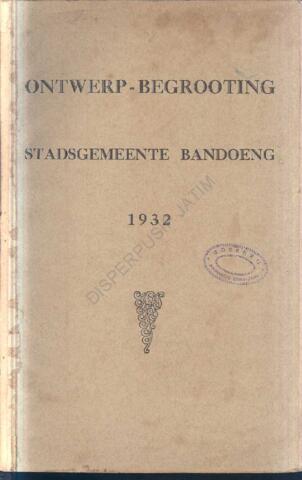 ONTWERP-BEGROOTING
STADSGEMEENTE BANDOENG
1932
DISPERPUSIP JATIM